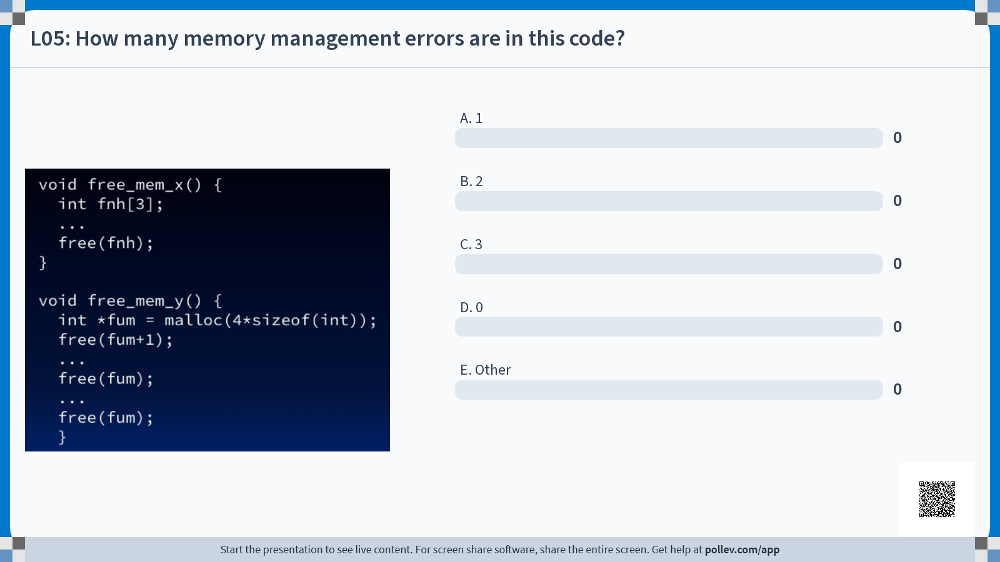 L05: How many memory management errors are in this code?
void free_mem_x() {
  int fnh[3];
  ...
  free(fnh);
}

void free_mem_y() {
  int *fum = malloc(4*sizeof(int));
  free(fum+1);
  ...
  free(fum);
  ...
  free(fum);
  }
A. 1
0
B. 2
0
C. 3
0
D. 0
0
E. Other
0
Start the presentation to see live content. For screen share software, share the entire screen. Get help at pollev.com/app